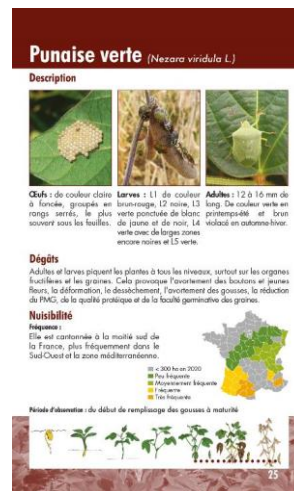 Punaise verte (Nezara viridula L.)
Description
Œufs : de couleur claire à foncée, groupés en rangs serrés, le plus souvent sous les feuilles.
Larves : L1 de couleur brun-rouge, L2 noire, L3 verte ponctuée de blanc de jaune et de noir, L4 verte avec de larges zones encore noires et L5 verte.
Adultes : 12 à 16 mm de long. De couleur verte en printemps-été et brun violacé en automne-hiver.
Dégâts
Adultes et larves piquent les plantes à tous les niveaux, surtout sur les organes
fructifères et les graines. Cela provoque l'avortement des boutons et jeunes
fleurs, la déformation, le dessèchement, l'avortement des gousses, la réduction
du PMG, de la qualité protéique et de la faculté germinative des graines.
Nuisibilité
Fréquence :
Elle est cantonnée à la moitié sud de
la France, plus fréquemment dans le
Sud-Ouest et la zone méditerranéenne.
< 300 ha en 2020
Peu fréquente
Moyennement fréquente
Fréquente
Très fréquente
Période d'observation : du début de remplissage des gousses à maturité
25